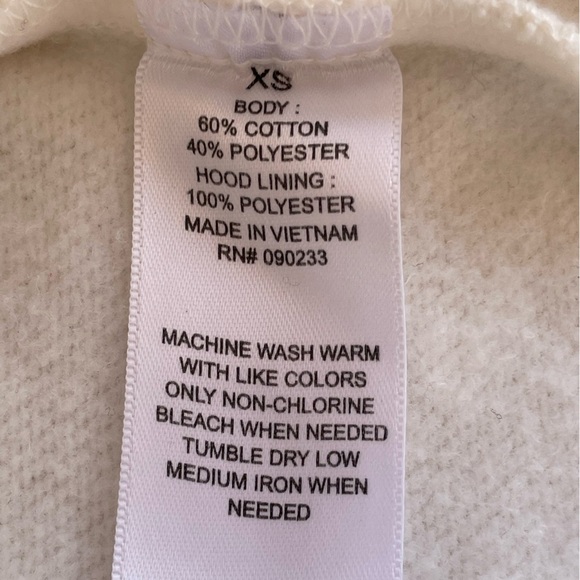 XS
BODY :
60% COTTON
40% POLYESTER
HOOD LINING :
100% POLYESTER
MADE IN VIETNAM
RN# 090233
MACHINE WASH WARM
WITH LIKE COLORS
ONLY NON-CHLORINE
BLEACH WHEN NEEDED
TUMBLE DRY LOW
MEDIUM IRON WHEN
NEEDED